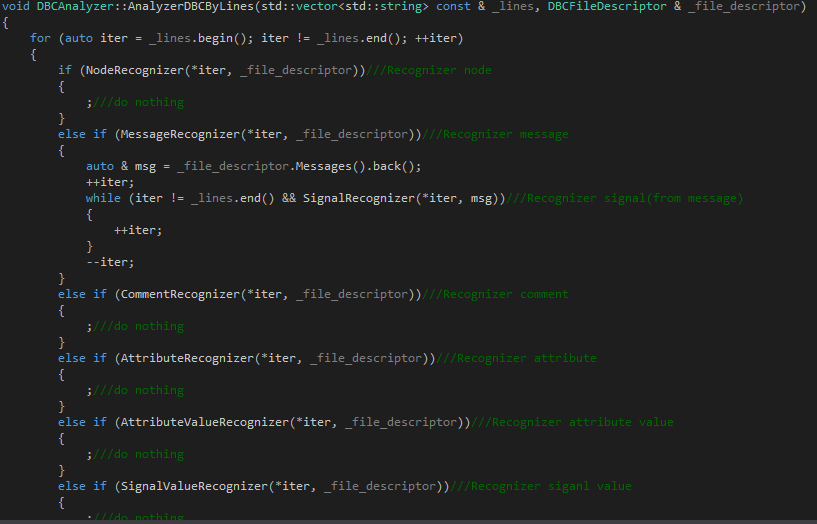 void DBCAnalyzer::AnalyzerDBCByLines(std::vector<std::string> const & _lines, DBCFileDescriptor & _file_descriptor)
{
    for (auto iter = _lines.begin(); iter != _lines.end(); ++iter)
    {
        if (NodeRecognizer(*iter, _file_descriptor))///Recognizer node
        {
            ;///do nothing
        }
        else if (MessageRecognizer(*iter, _file_descriptor))///Recognizer message
        {
            auto & msg = _file_descriptor.Messages().back();
            ++iter;
            while (iter != _lines.end() && SignalRecognizer(*iter, msg))///Recognizer signal(from message)
            {
                ++iter;
            }
            --iter;
        }
        else if (CommentRecognizer(*iter, _file_descriptor))///Recognizer comment
        {
            ;///do nothing
        }
        else if (AttributeRecognizer(*iter, _file_descriptor))///Recognizer attribute
        {
            ;///do nothing
        }
        else if (AttributeValueRecognizer(*iter, _file_descriptor))///Recognizer attribute value
        {
            ;///do nothing
        }
        else if (SignalValueRecognizer(*iter, _file_descriptor))///Recognizer siganl value
        {
            ;///do nothing